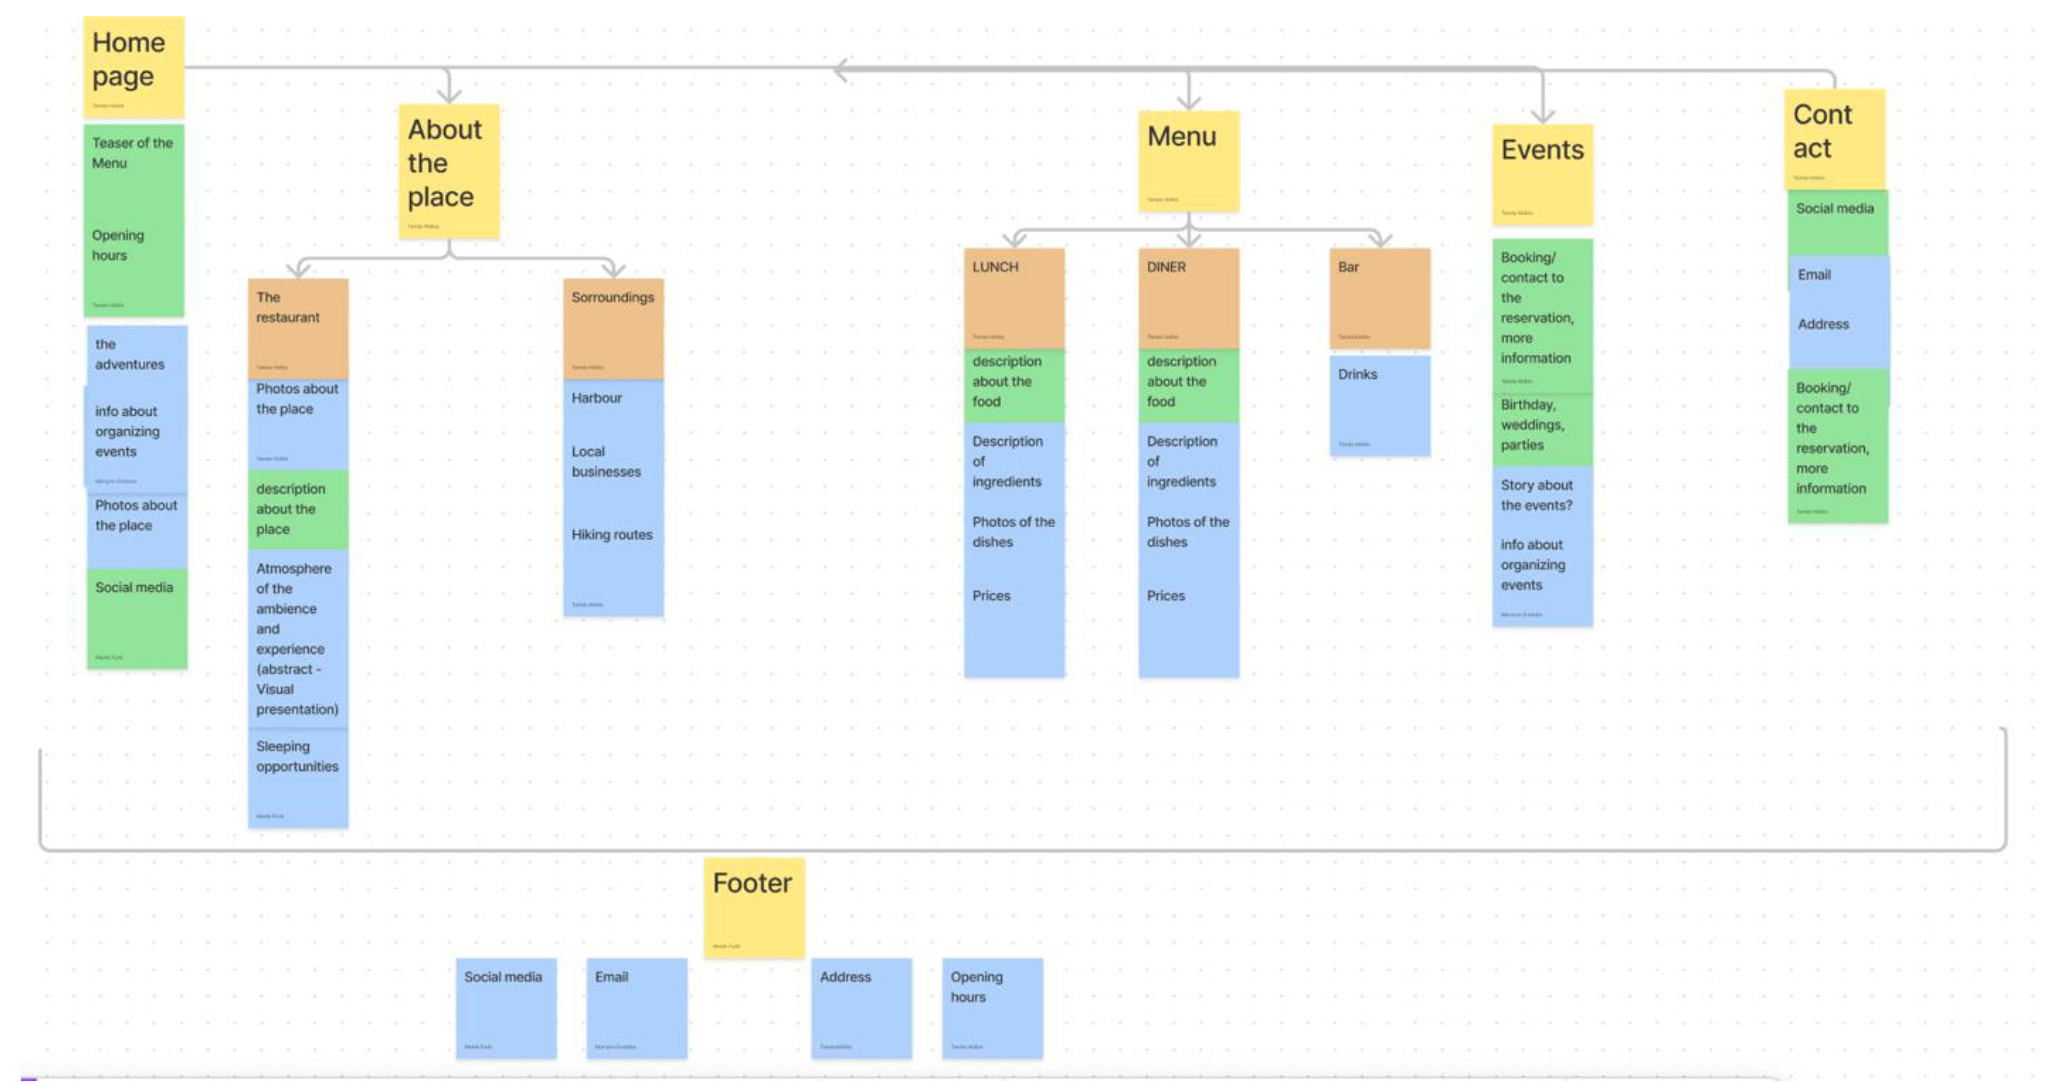 Home
page
Teaser of the
Menu
Opening
hours
the
adventures
info about
organizing
events
Photos about
the place
Social media
About
the
place
The
restaurant
Photos about
the place
description
about the
place
Atmosphere
of the
ambience
and
experience
(abstract -
Visual
presentation)
Sleeping
opportunities
Sorroundings
Harbour
Local
businesses
Hiking routes
Menu
LUNCH
description
about the
food
Description
of
ingredients
Photos of the
dishes
Prices
DINER
description
about the
food
Description
of
ingredients
Photos of the
dishes
Prices
Bar
Drinks
Events
Booking/
contact to
the
reservation,
more
information
Birthday,
weddings,
parties
Story about
the events?
info about
organizing
events
Cont
act
Social media
Email
Address
Booking/
contact to
the
reservation,
more
information
Footer
Social media
Email
Address
Opening
hours